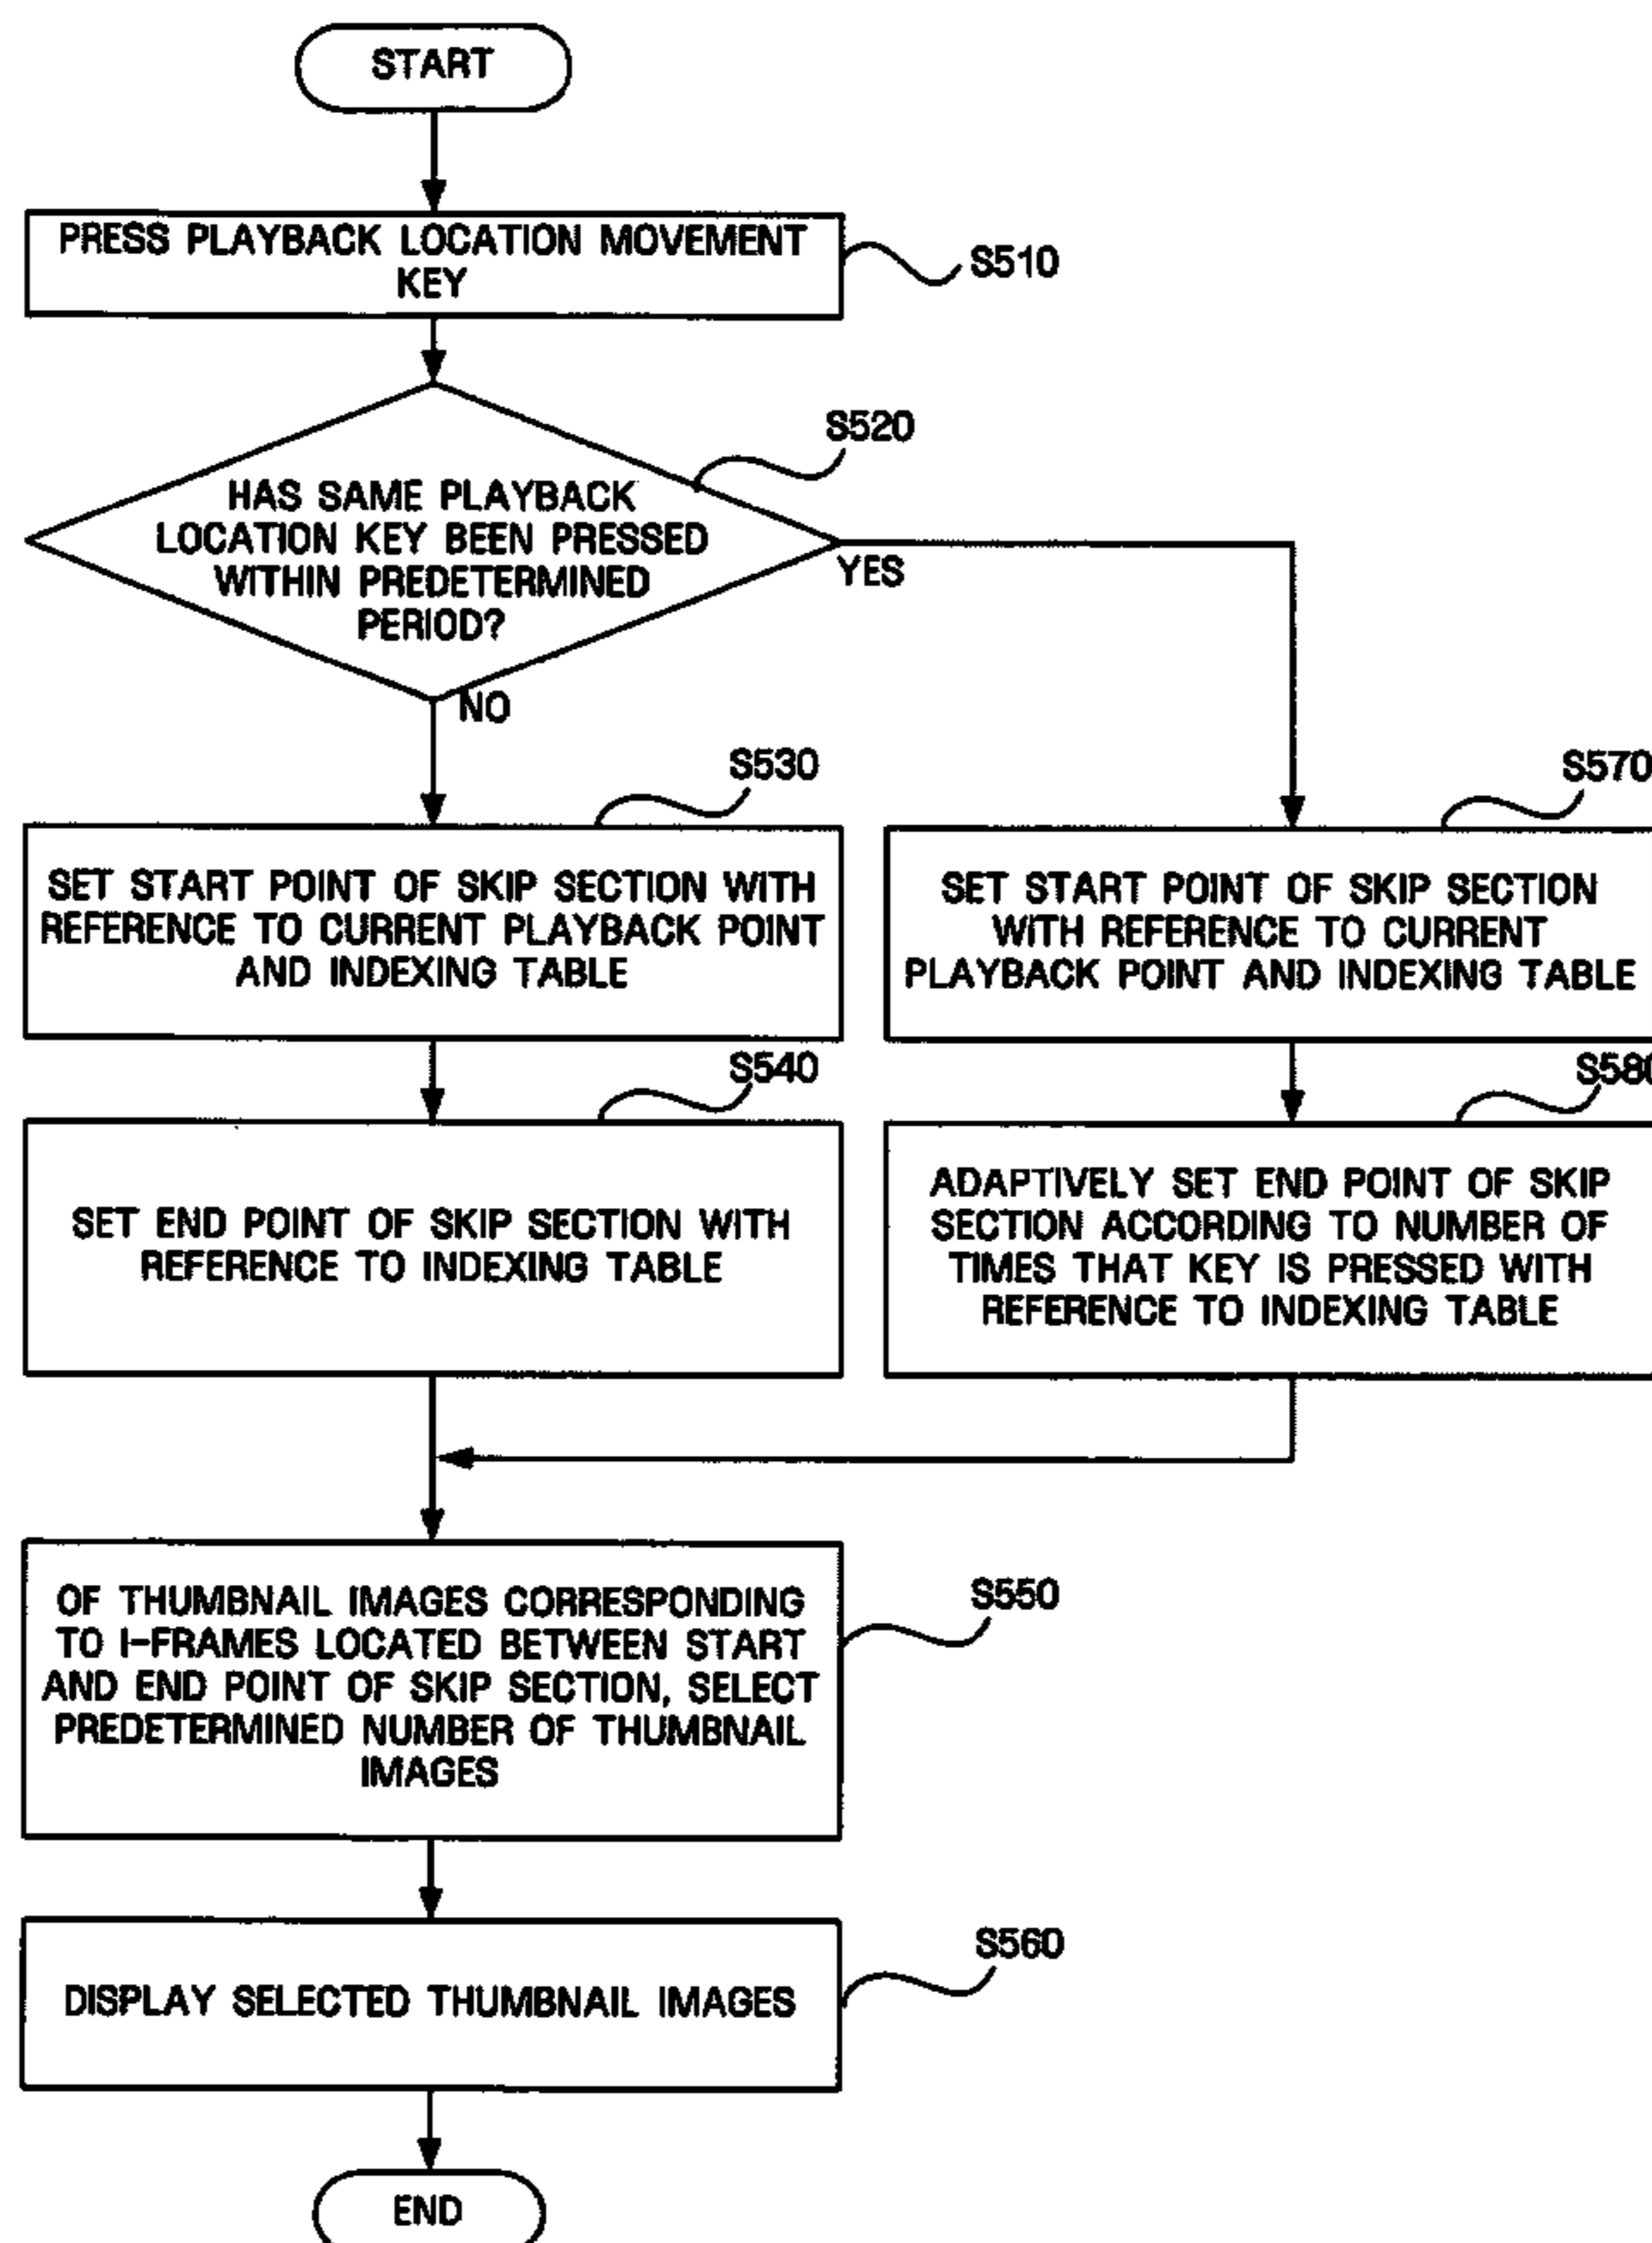 START
PRESS PLAYBACK LOCATION MOVEMENT
KEY
S510
S520
HAS SAME PLAYBACK
LOCATION KEY BEEN PRESSED
WITHIN PREDETERMINED
PERIOD?
YES
NO
S530
SET START POINT OF SKIP SECTION WITH
REFERENCE TO CURRENT PLAYBACK POINT
AND INDEXING TABLE
S570
SET START POINT OF SKIP SECTION
WITH REFERENCE TO CURRENT
PLAYBACK POINT AND INDEXING TABLE
S540
SET END POINT OF SKIP SECTION WITH
REFERENCE TO INDEXING TABLE
S580
ADAPTIVELY SET END POINT OF SKIP
SECTION ACCORDING TO NUMBER OF
TIMES THAT KEY IS PRESSED WITH
REFERENCE TO INDEXING TABLE
OF THUMBNAIL IMAGES CORRESPONDING
TO I-FRAMES LOCATED BETWEEN START
AND END POINT OF SKIP SECTION, SELECT
PREDETERMINED NUMBER OF THUMBNAIL
IMAGES
S550
DISPLAY SELECTED THUMBNAIL IMAGES
S560
END